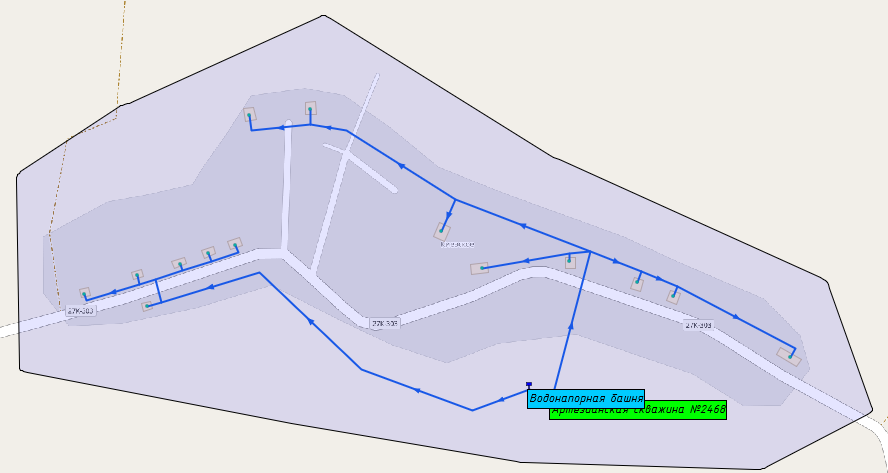 Киевское
27К-303
27К-303
27К-303
Водонапорная башня
Артезианская скважина №2468